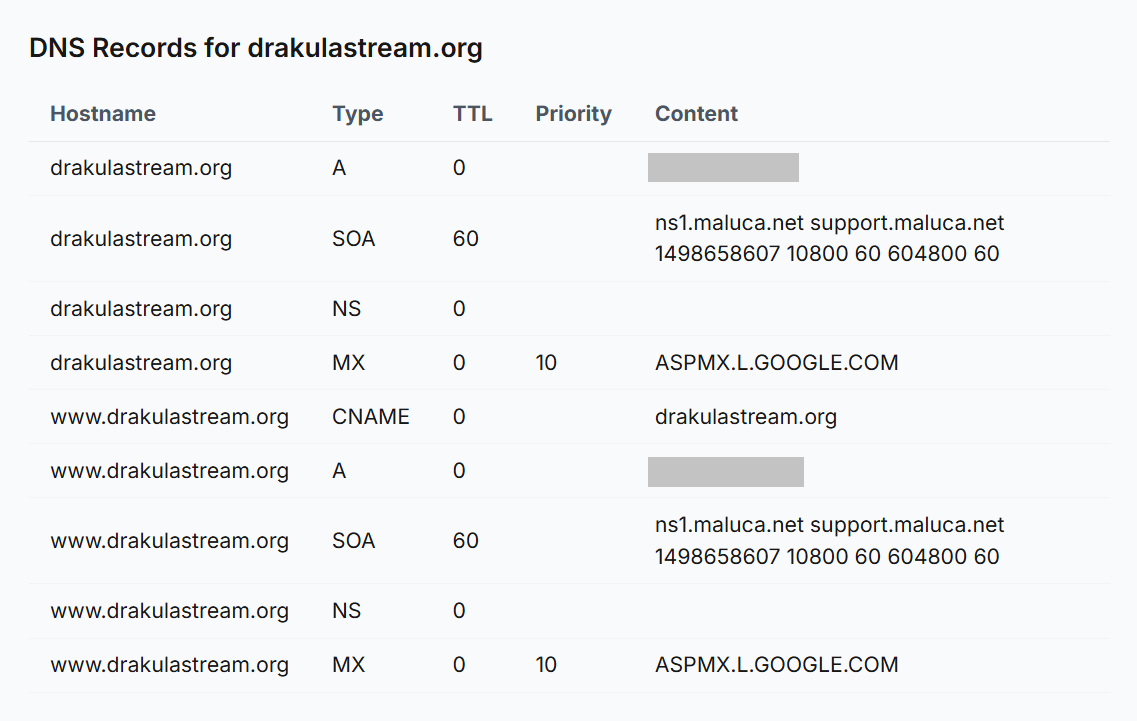 DNS Records for drakulastream.org
Hostname Type TTL Priority Content
drakulastream.org A 0
drakulastream.org SOA 60 ns1.maluca.net support.maluca.net
1498658607 10800 60 604800 60
drakulastream.org NS 0
drakulastream.org MX 0 10 ASPMX.L.GOOGLE.COM
www.drakulastream.org CNAME 0 drakulastream.org
www.drakulastream.org A 0
www.drakulastream.org SOA 60 ns1.maluca.net support.maluca.net
1498658607 10800 60 604800 60
www.drakulastream.org NS 0
www.drakulastream.org MX 0 10 ASPMX.L.GOOGLE.COM